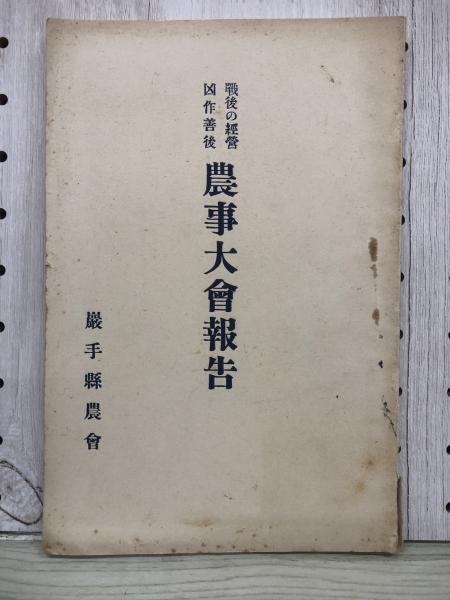 戰後の經營
凶作善後
農事大會報告
巖手縣農會